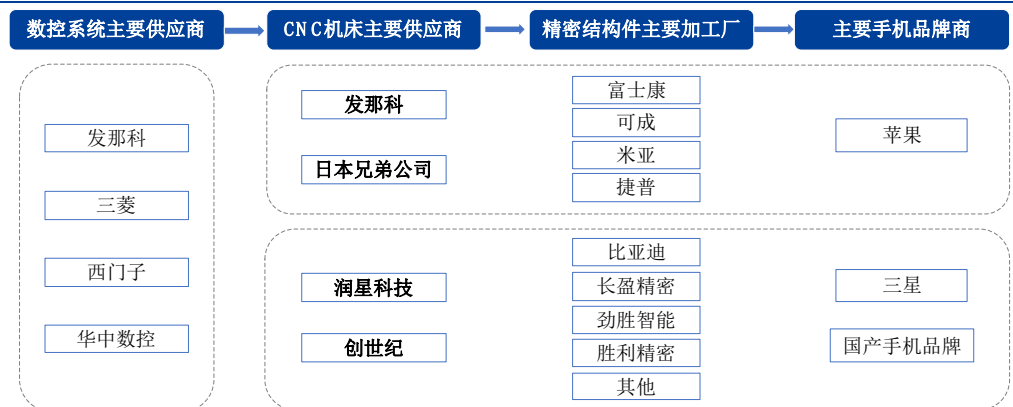 数控系统主要供应商
CNC机床主要供应商
精密结构件主要加工厂
主要手机品牌商
发那科
三菱
西门子
华中数控
发那科
日本兄弟公司
富士康
可成
米亚
捷普
苹果
润星科技
创世纪
比亚迪
长盈精密
劲胜智能
胜利精密
其他
三星
国产手机品牌